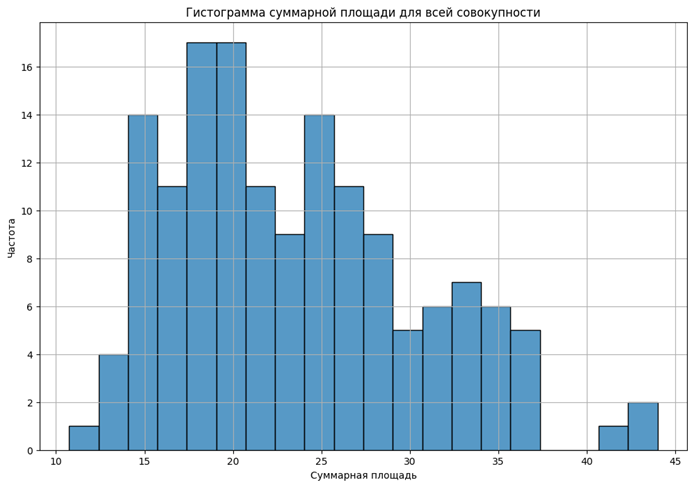 Гистограмма суммарной площади для всей совокупности
Частота
16
14
12
10
8
6
4
2
0
10 15 20 25 30 35 40 45
Суммарная площадь